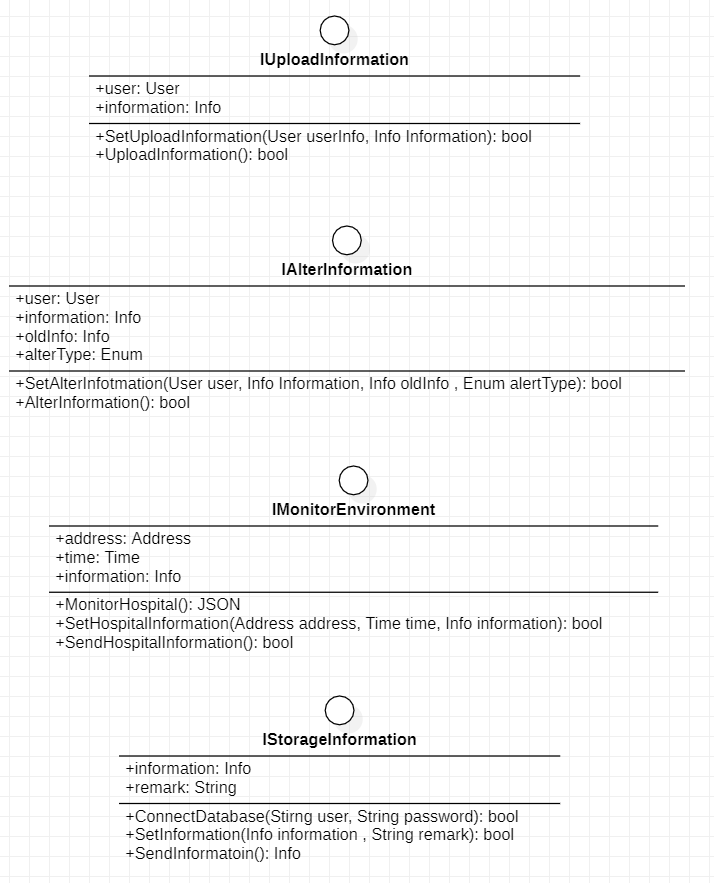 IUploadInformation
+user: User
+information: Info
+SetUploadInformation(User userInfo, Info Information): bool
+UploadInformation(): bool
IAlterInformation
+user: User
+information: Info
+oldInfo: Info
+alterType: Enum
+SetAlterInfotmation(User user, Info Information, Info oldInfo , Enum alertType): bool
+AlterInformation(): bool
IMonitorEnvironment
+address: Address
+time: Time
+information: Info
+MonitorHospital(): JSON
+SetHospitalInformation(Address address, Time time, Info information): bool
+SendHospitalInformation(): bool
IStorageInformation
+information: Info
+remark: String
+ConnectDatabase(Stirng user, String password): bool
+SetInformation(Info information , String remark): bool
+SendInformatoin(): Info